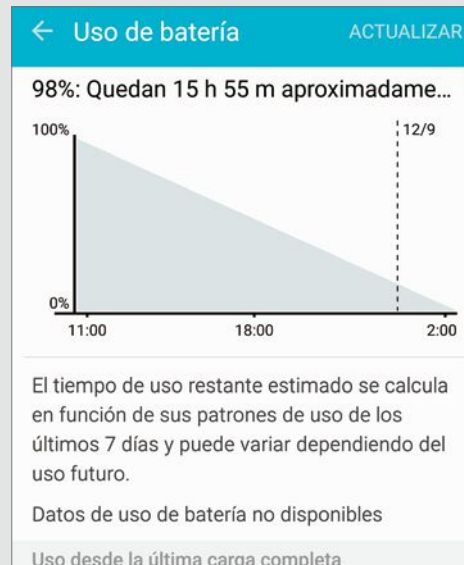 Uso de batería ACTUALIZAR
98%: Quedan 15 h 55 m aproximadame...
100%
12/9
0%
11:00 18:00 2:00
El tiempo de uso restante estimado se calcula
en función de sus patrones de uso de los
últimos 7 días y puede variar dependiendo del
uso futuro.
Datos de uso de batería no disponibles
Uso desde la última carga completa